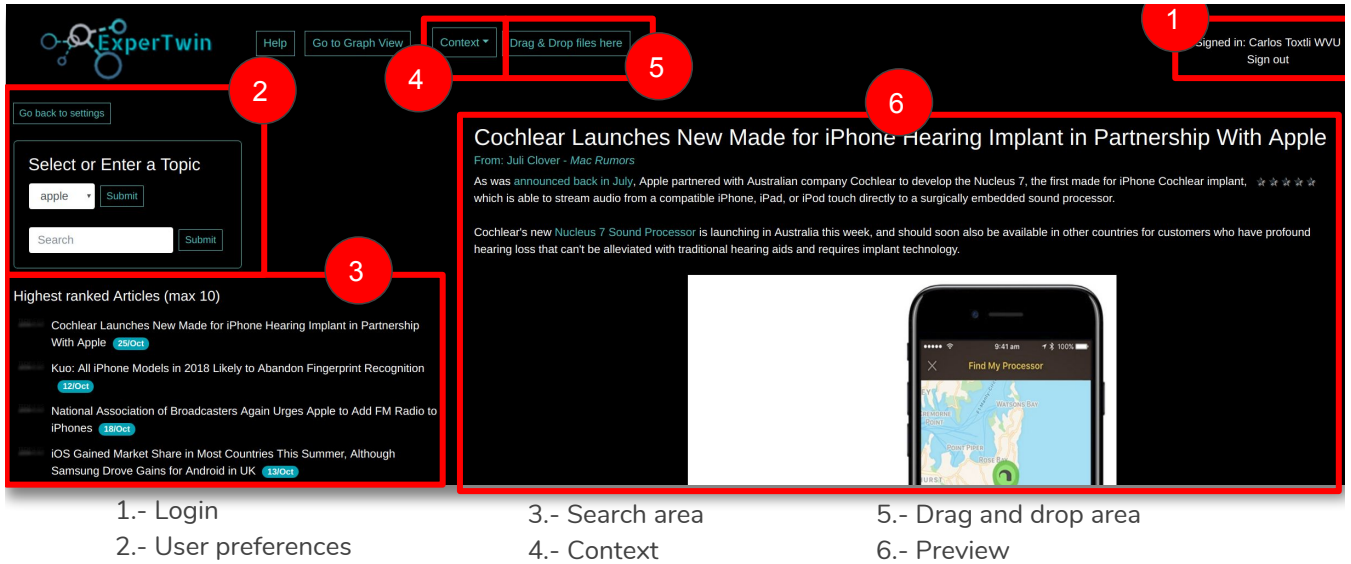 ExperTwin
Help
Go to Graph View
Context
Drag & Drop files here
1
Signed in: Carlos Toxtli WVU
Sign out
4
5
2
6
Go back to settings
Select or Enter a Topic
apple
Submit
Search
Submit
3
Highest ranked Articles (max 10)
Cochlear Launches New Made for iPhone Hearing Implant in Partnership
With Apple 25/Oct
Kuo: All iPhone Models in 2018 Likely to Abandon Fingerprint Recognition
12/Oct
National Association of Broadcasters Again Urges Apple to Add FM Radio to
iPhones 18/Oct
iOS Gained Market Share in Most Countries This Summer, Although
Samsung Drove Gains for Android in UK 13/Oct
Cochlear Launches New Made for iPhone Hearing Implant in Partnership With Apple
From: Juli Clover - Mac Rumors
As was announced back in July, Apple partnered with Australian company Cochlear to develop the Nucleus 7, the first made for iPhone Cochlear implant,
which is able to stream audio from a compatible iPhone, iPad, or iPod touch directly to a surgically embedded sound processor.
Cochlear's new Nucleus 7 Sound Processor is launching in Australia this week, and should soon also be available in other countries for customers who have profound
hearing loss that can't be alleviated with traditional hearing aids and requires implant technology.
9:41 am
100%
Find My Processor
WATSONS BAY
POINT PIPER
ROSE BAY
1.- Login
2.- User preferences
3.- Search area
4.- Context
5.- Drag and drop area
6.- Preview